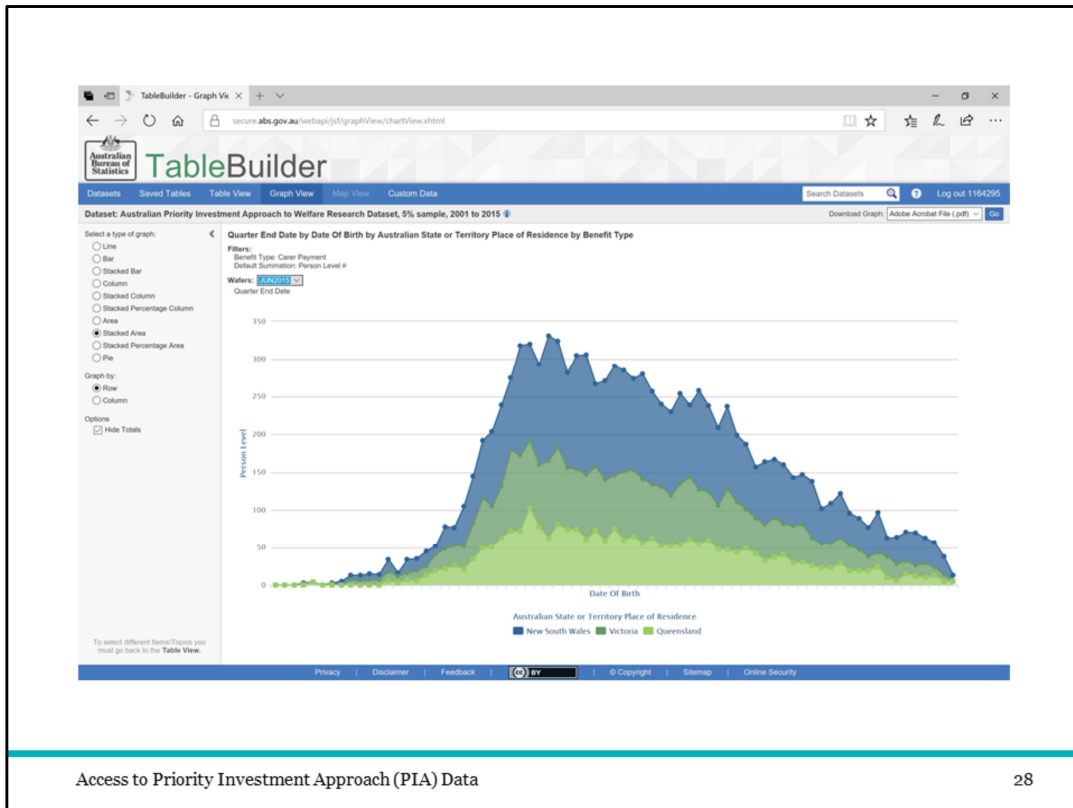 TableBuilder - Graph Vie
secure.abs.gov.au/webapi/jsf/graphView/chartView.xhtml
Australian
Bureau of
Statistics
TableBuilder
Datasets Saved Tables Table View Graph View Map View Custom Data Search Datasets ? Log out 1164295
Dataset: Australian Priority Investment Approach to Welfare Research Dataset, 5% sample, 2001 to 2015 Download Graph: Adobe Acrobat File (.pdf) Go
Select a type of graph:
Line
Bar
Stacked Bar
Column
Stacked Column
Stacked Percentage Column
Area
Stacked Area
Stacked Percentage Area
Pie
Graph by:
Row
Column
Options
Hide Totals
To select different Items\Topics you
must go back to the Table View.
Quarter End Date by Date Of Birth by Australian State or Territory Place of Residence by Benefit Type
Filters:
Benefit Type: Carer Payment
Default Summation: Person Level #
Wafers: JUN2015
Quarter End Date
350
300
250
200
150
100
50
0
Person Level
Date Of Birth
Australian State or Territory Place of Residence
New South Wales Victoria Queensland
Privacy | Disclaimer | Feedback | (cc) BY | © Copyright | Sitemap | Online Security
Access to Priority Investment Approach (PIA) Data 28